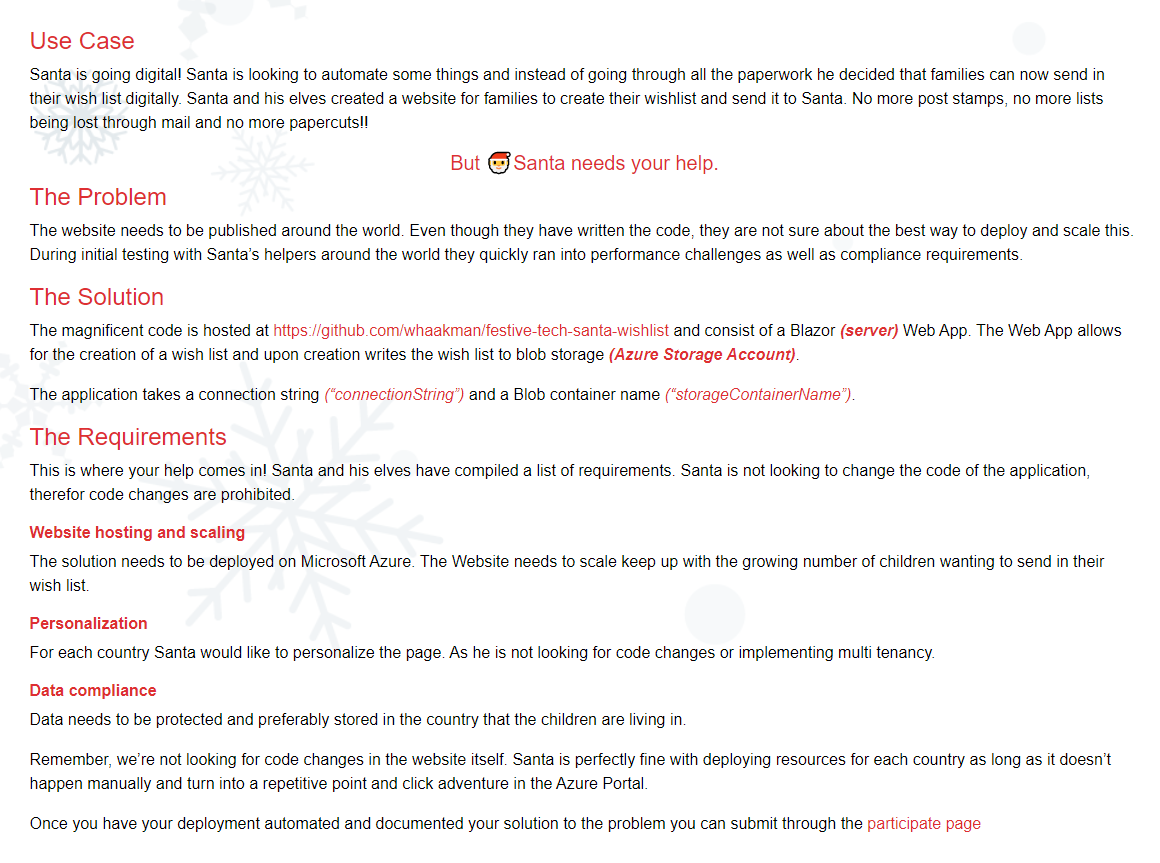 Use Case
Santa is going digital! Santa is looking to automate some things and instead of going through all the paperwork he decided that families can now send in
their wish list digitally. Santa and his elves created a website for families to create their wishlist and send it to Santa. No more post stamps, no more lists
being lost through mail and no more papercuts!!
But 🎅Santa needs your help.
The Problem
The website needs to be published around the world. Even though they have written the code, they are not sure about the best way to deploy and scale this.
During initial testing with Santa’s helpers around the world they quickly ran into performance challenges as well as compliance requirements.
The Solution
The magnificent code is hosted at https://github.com/whaakman/festive-tech-santa-wishlist and consist of a Blazor (server) Web App. The Web App allows
for the creation of a wish list and upon creation writes the wish list to blob storage (Azure Storage Account).
The application takes a connection string (“connectionString”) and a Blob container name (“storageContainerName”).
The Requirements
This is where your help comes in! Santa and his elves have compiled a list of requirements. Santa is not looking to change the code of the application,
therefor code changes are prohibited.
Website hosting and scaling
The solution needs to be deployed on Microsoft Azure. The Website needs to scale keep up with the growing number of children wanting to send in their
wish list.
Personalization
For each country Santa would like to personalize the page. As he is not looking for code changes or implementing multi tenancy.
Data compliance
Data needs to be protected and preferably stored in the country that the children are living in.
Remember, we’re not looking for code changes in the website itself. Santa is perfectly fine with deploying resources for each country as long as it doesn’t
happen manually and turn into a repetitive point and click adventure in the Azure Portal.
Once you have your deployment automated and documented your solution to the problem you can submit through the participate page